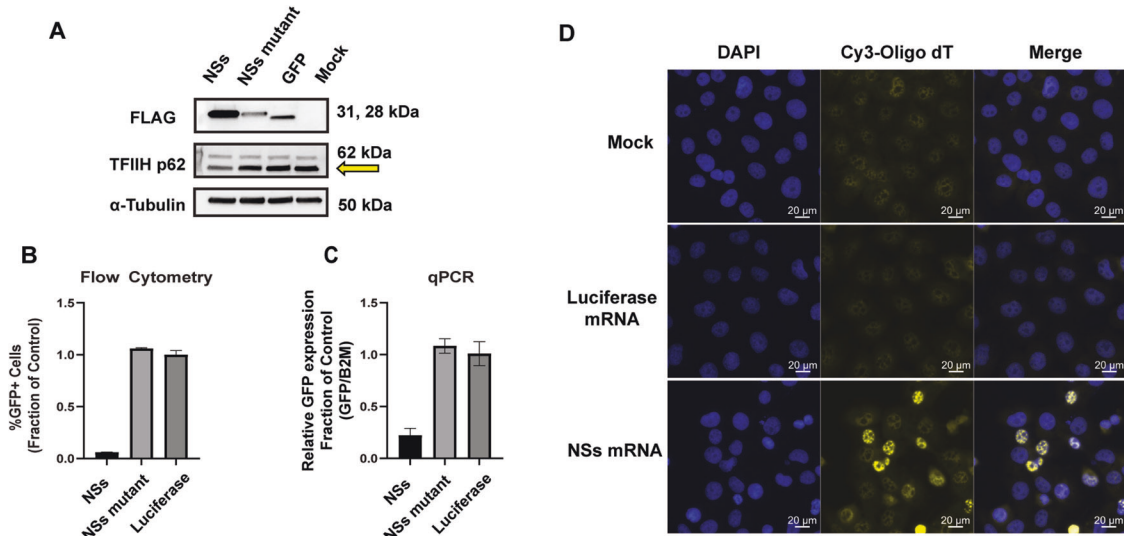 A
NSs
NSs mutant
GFP
Mock
FLAG
31, 28 kDa
TFIIH p62
62 kDa
α-Tubulin
50 kDa
B
Flow Cytometry
%GFP+ Cells
(Fraction of Control)
1.5
1.0
0.5
0.0
NSs
NSs mutant
Luciferase
C
qPCR
Relative GFP expression
Fraction of Control
(GFP/B2M)
1.5
1.0
0.5
0.0
NSs
NSs mutant
Luciferase
D
DAPI
Cy3-Oligo dT
Merge
Mock
20 µm
20 µm
20 µm
Luciferase
mRNA
20 µm
20 µm
20 µm
NSs mRNA
20 µm
20 µm
20 µm